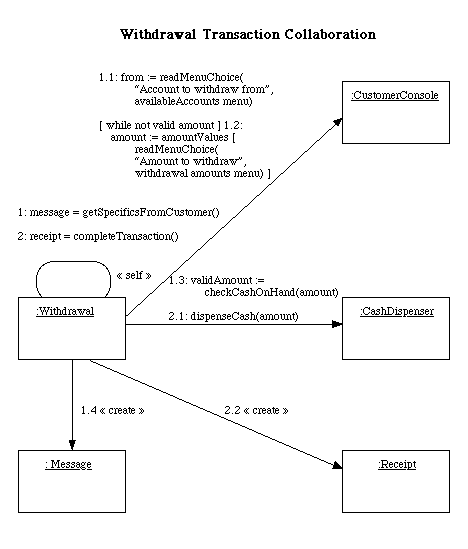 Withdrawal Transaction Collaboration
1.1: from := readMenuChoice(
"Account to withdraw from",
availableAccounts menu)
:CustomerConsole
[ while not valid amount ] 1.2:
amount := amountValues [
readMenuChoice(
"Amount to withdraw",
withdrawal amounts menu) ]
1: message = getSpecificsFromCustomer()
2: receipt = completeTransaction()
« self »
1.3: validAmount :=
checkCashOnHand(amount)
:Withdrawal
2.1: dispenseCash(amount)
:CashDispenser
1.4 « create »
2.2 « create »
: Message
:Receipt